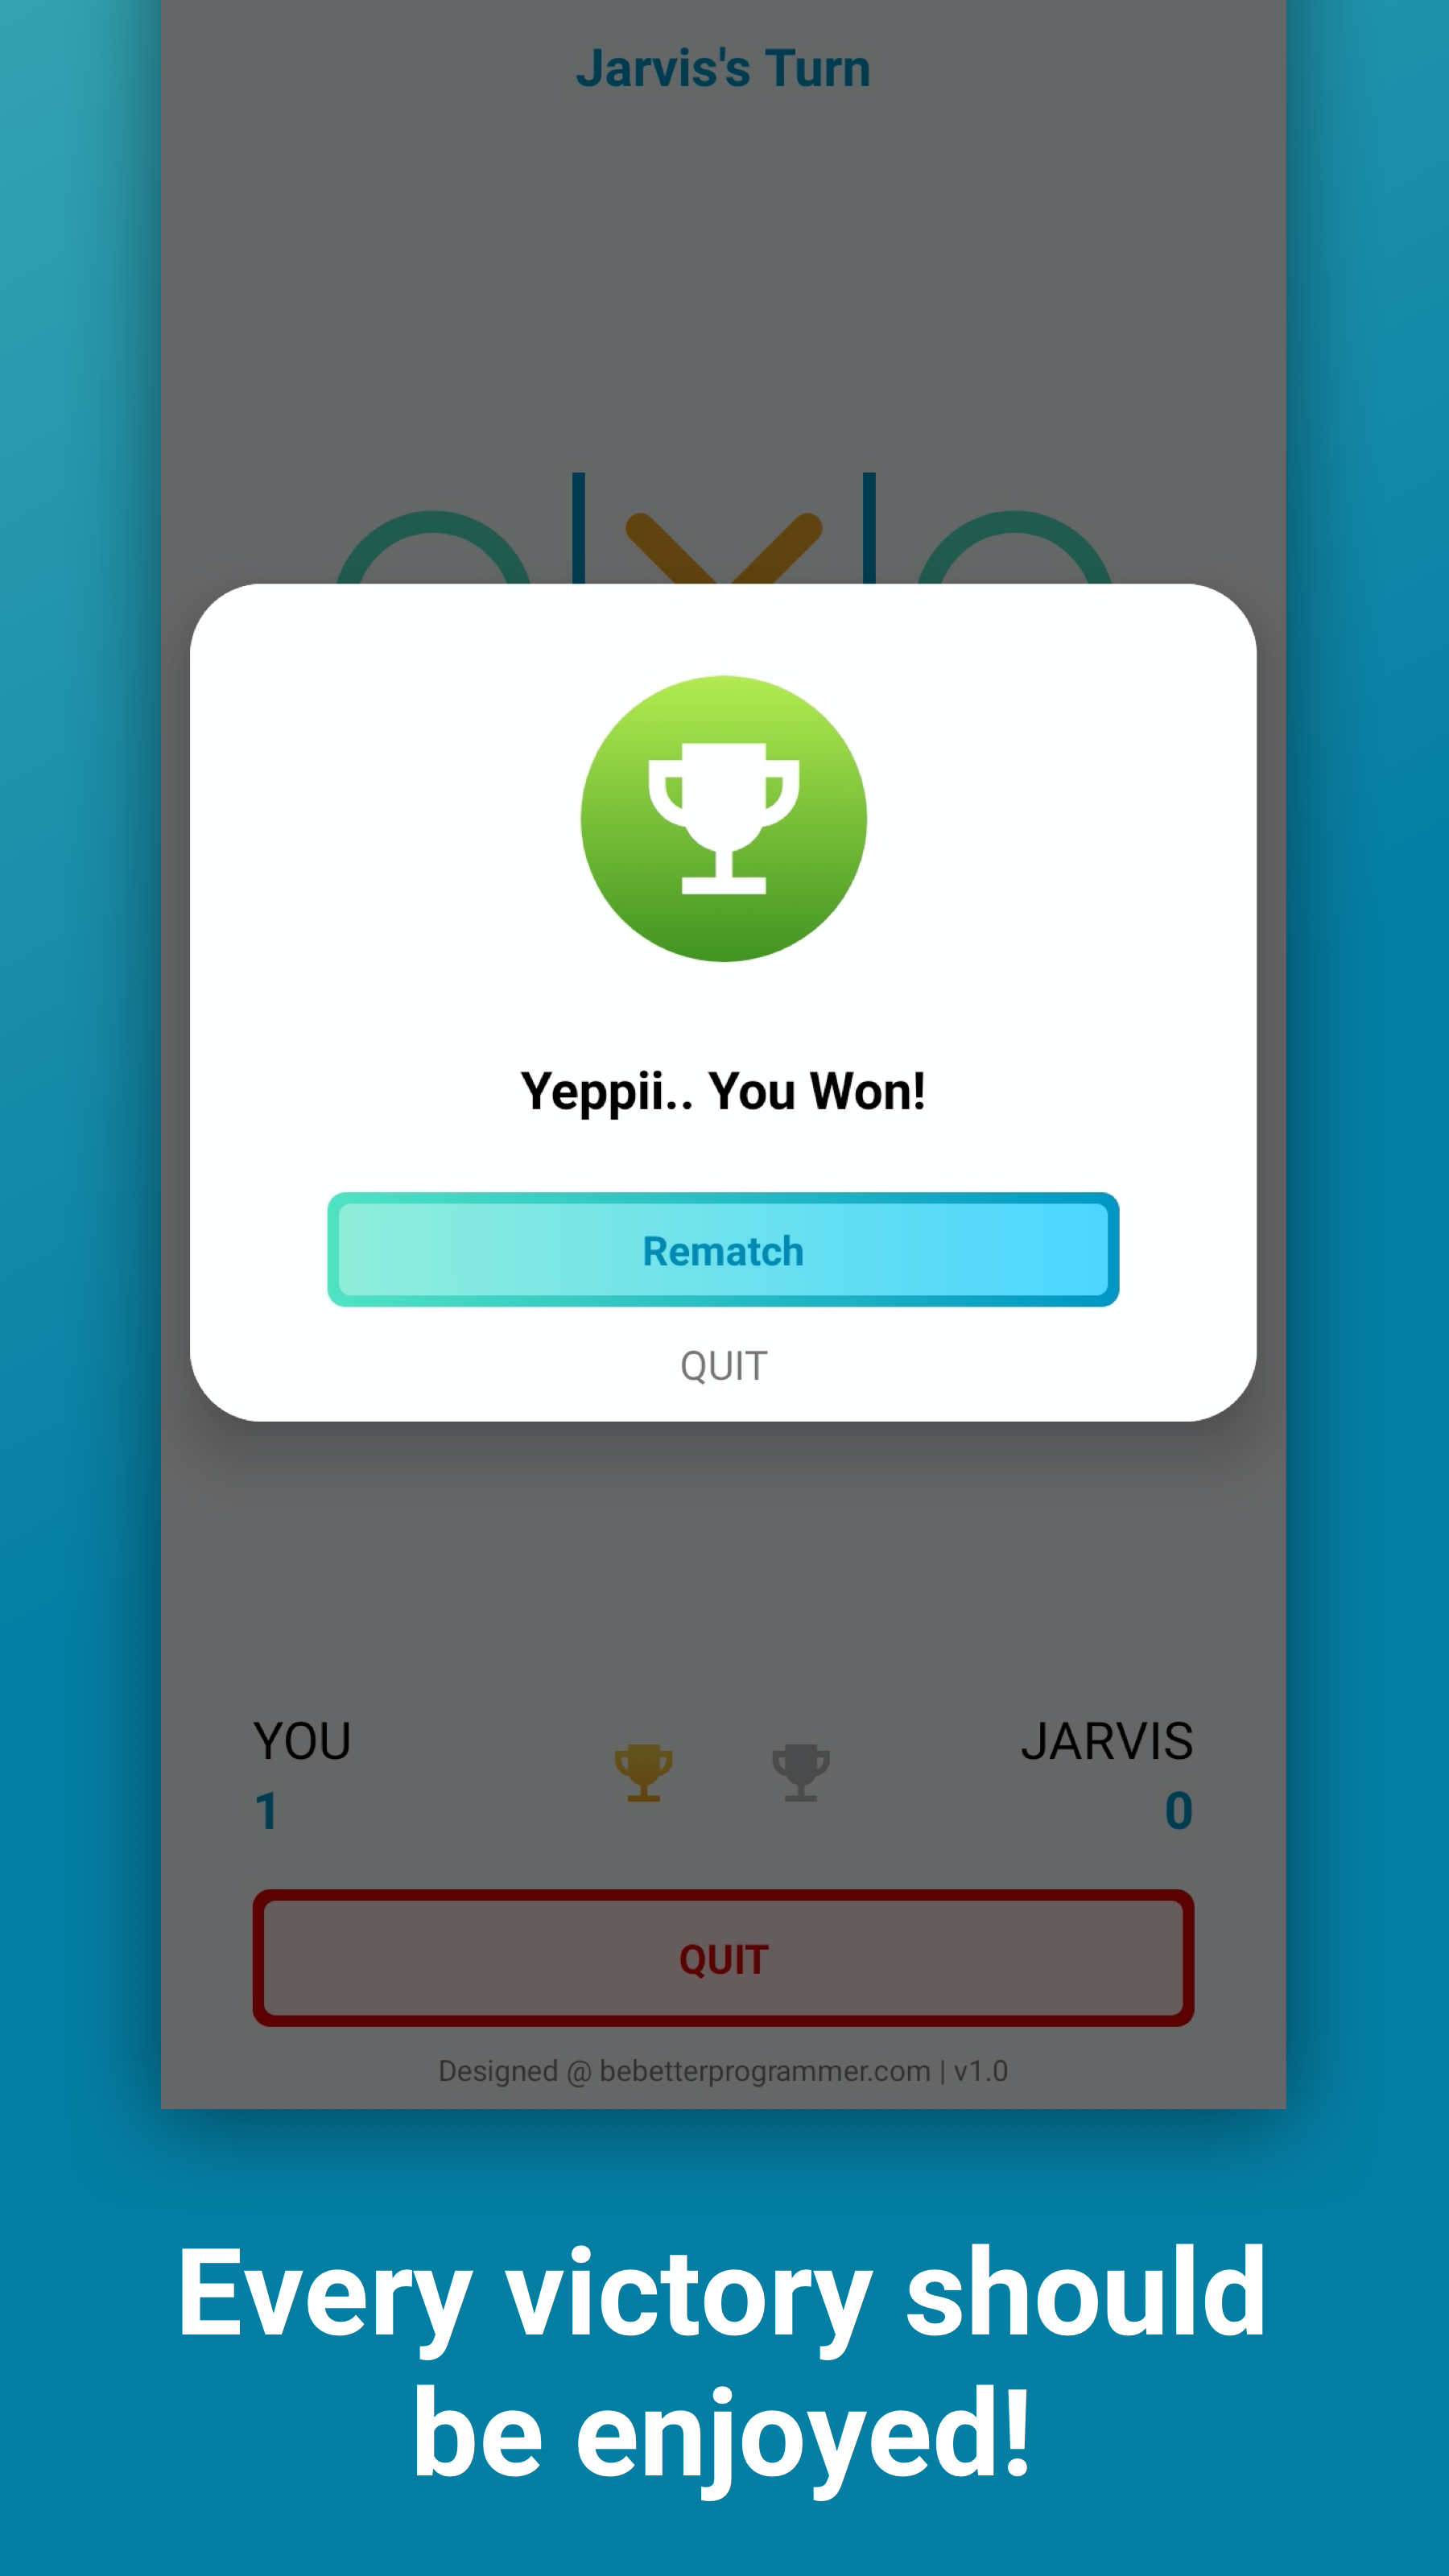 Jarvis's Turn
Yeppii.. You Won!
Rematch
QUIT
YOU
JARVIS
1
0
QUIT
Designed @ bebetterprogrammer.com | v1.0
Every victory should
be enjoyed!